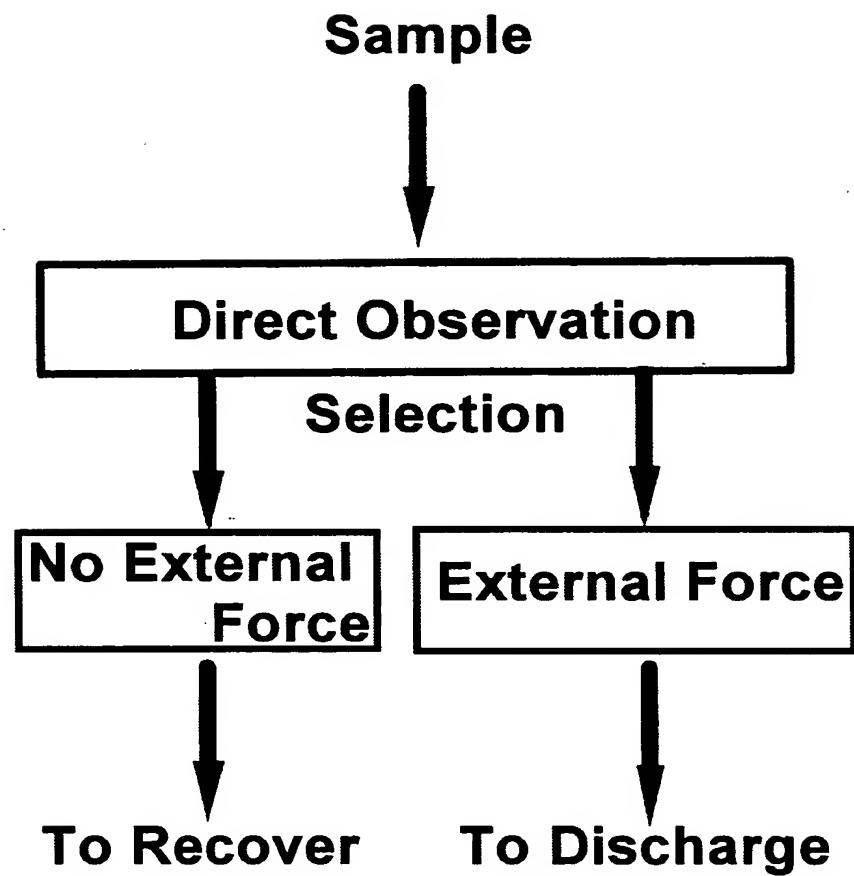 Sample
Direct Observation
Selection
No External
Force
External Force
To Recover
To Discharge